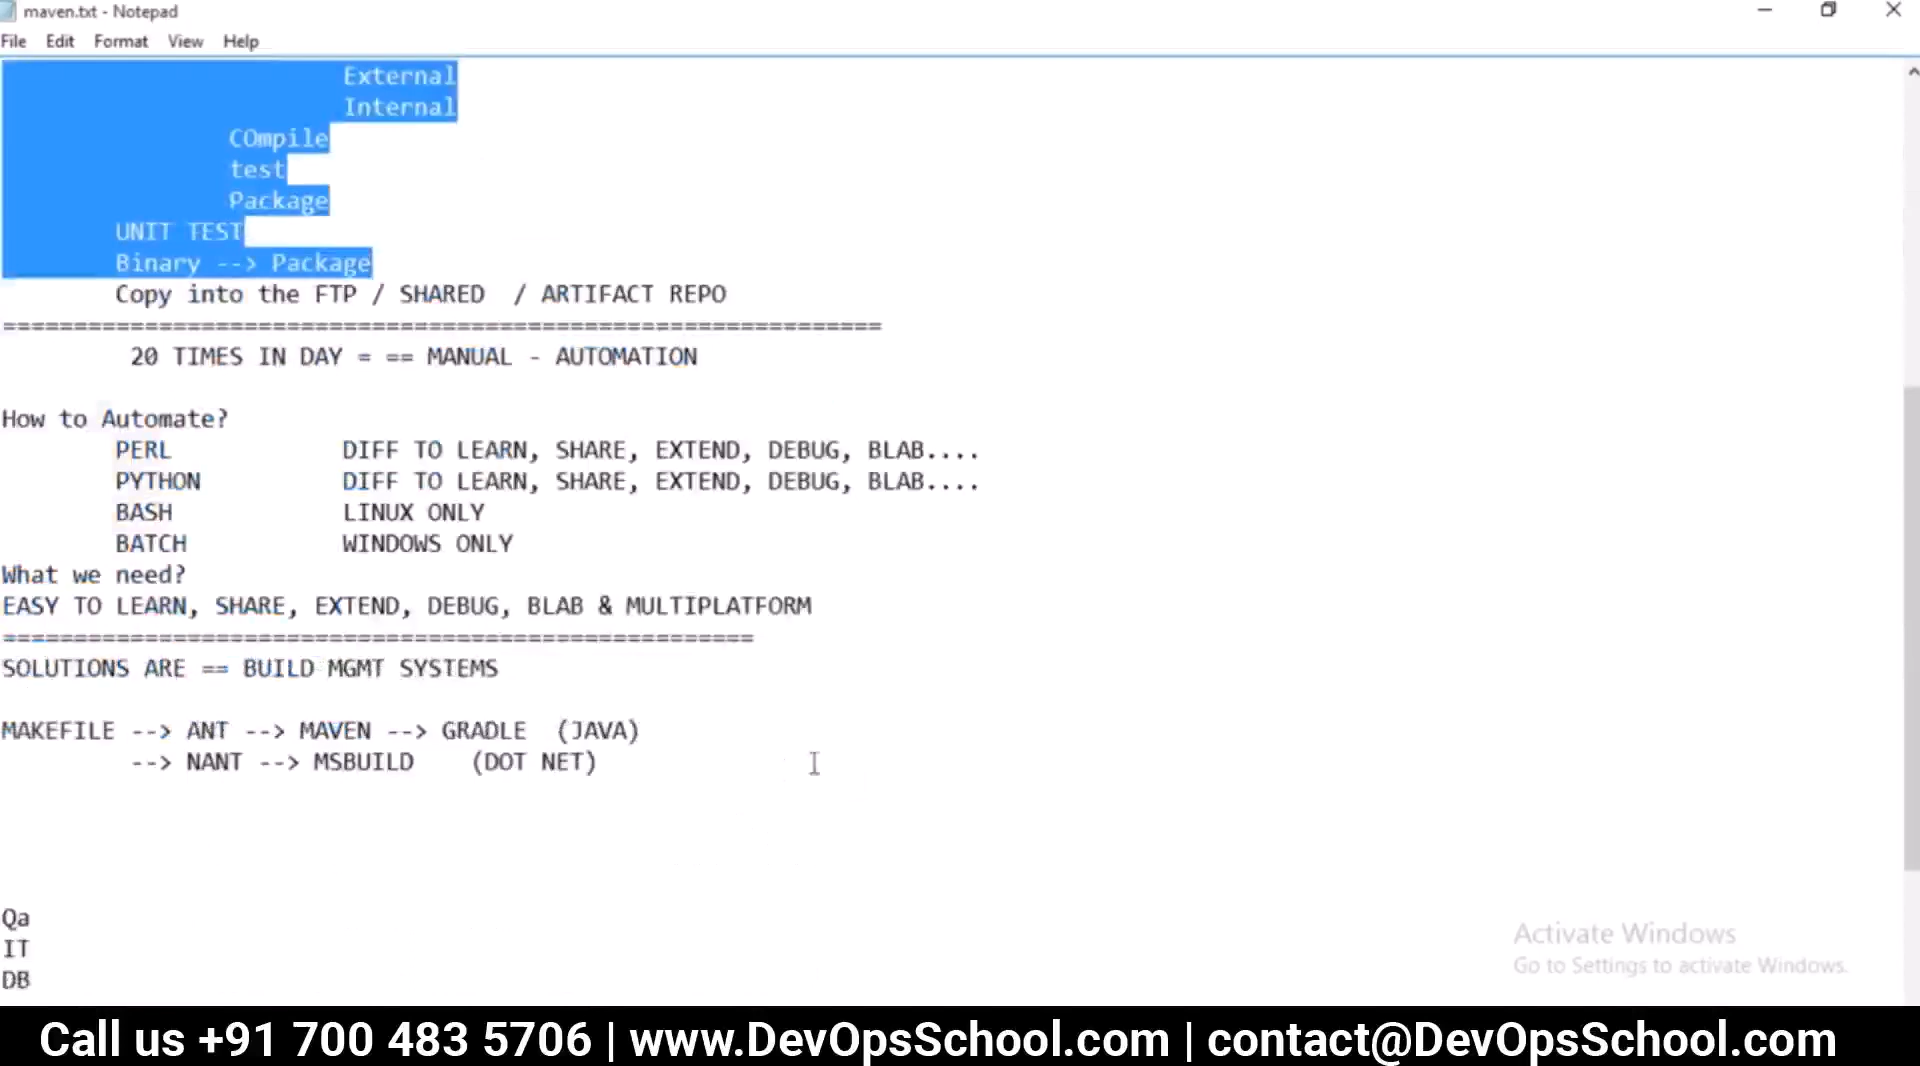 maven.txt - Notepad
File Edit Format View Help
External
Internal
COmpile
test
Package
UNIT TEST
Binary --> Package
Copy into the FTP / SHARED / ARTIFACT REPO
==============================================================
20 TIMES IN DAY = == MANUAL - AUTOMATION
How to Automate?
PERL DIFF TO LEARN, SHARE, EXTEND, DEBUG, BLAB....
PYTHON DIFF TO LEARN, SHARE, EXTEND, DEBUG, BLAB....
BASH LINUX ONLY
BATCH WINDOWS ONLY
What we need?
EASY TO LEARN, SHARE, EXTEND, DEBUG, BLAB & MULTIPLATFORM
=====================================================
SOLUTIONS ARE == BUILD MGMT SYSTEMS
MAKEFILE --> ANT --> MAVEN --> GRADLE (JAVA)
--> NANT --> MSBUILD (DOT NET)
Qa
IT
DB
Activate Windows
Go to Settings to activate Windows.
Call us +91 700 483 5706 | www.DevOpsSchool.com | contact@DevOpsSchool.com